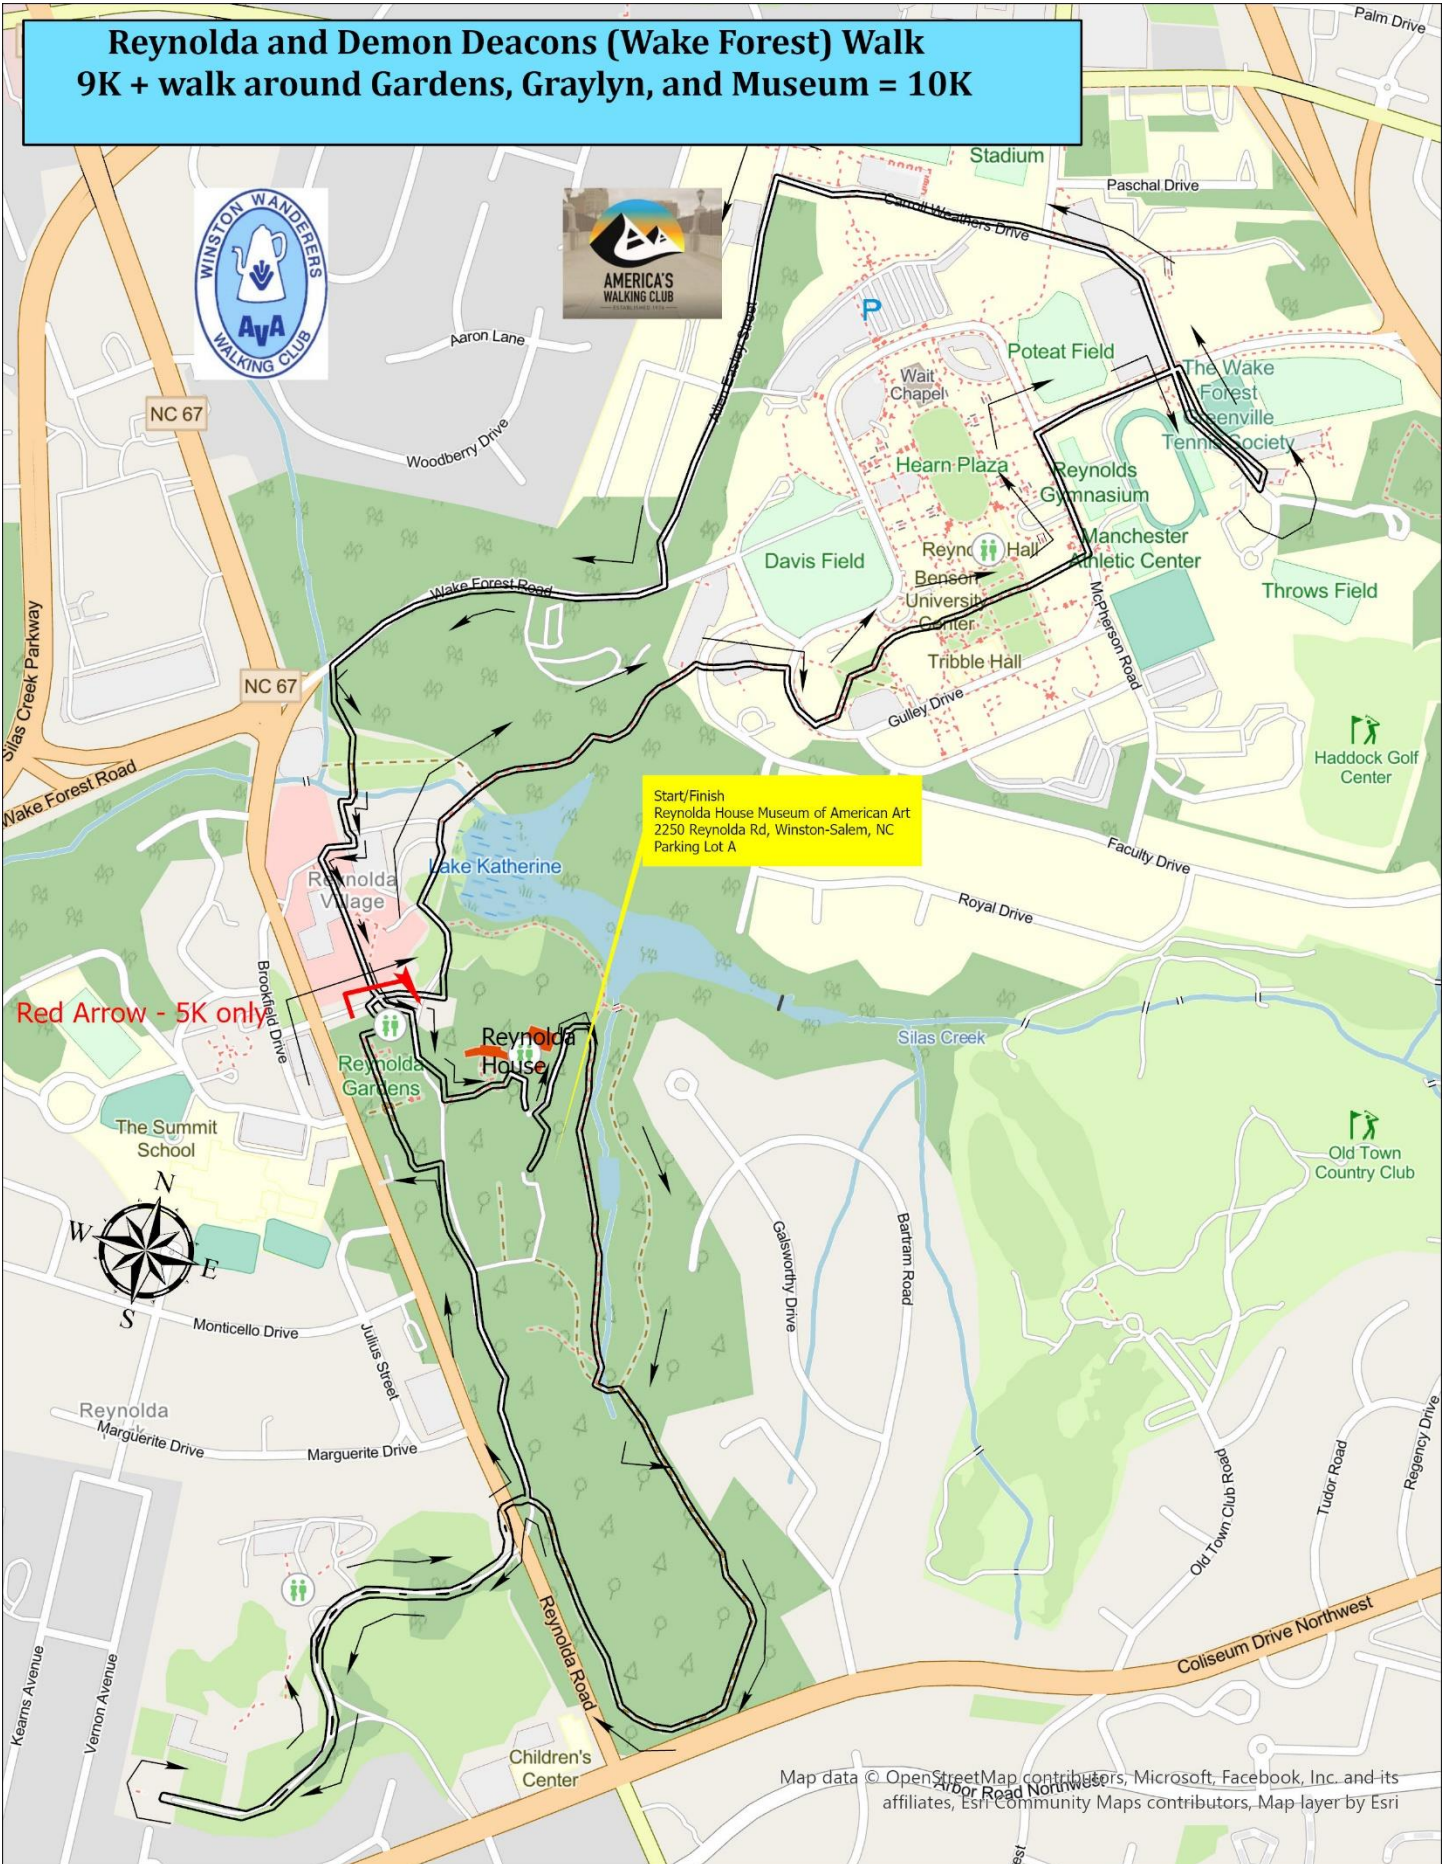 Reynolda and Demon Deacons (Wake Forest) Walk
9K + walk around Gardens, Graylyn, and Museum = 10K
Palm Drive
Stadium
Paschal Drive
WINSTON WANDERERS
AVA
WALKING CLUB
AMERICA'S
WALKING CLUB
Carroll Weathers Drive
P
Aaron Lane
Allen Easley Street
Poteat Field
Wait
Chapel
The Wake
Forest
Greenville
Tennis Society
NC 67
Woodberry Drive
Hearn Plaza
Reynolds
Gymnasium
Manchester
Athletic Center
Davis Field
Hall
Benson
University
Center
Throws Field
Wake Forest Road
McPherson Road
Tribble Hall
Silas Creek Parkway
NC 67
Gulley Drive
Haddock Golf
Center
Wake Forest Road
Start/Finish
Reynolda House Museum of American Art
2250 Reynolda Rd, Winston-Salem, NC
Parking Lot A
Faculty Drive
Lake Katherine
Reynolda
Village
Royal Drive
Brookfield Drive
Red Arrow - 5K only
Silas Creek
Reynolda
House
Reynolda
Gardens
The Summit
School
Old Town
Country Club
N
W
E
S
Galsworthy Drive
Bartram Road
Monticello Drive
Julius Street
Reynolda
Marguerite Drive
Marguerite Drive
Old Town Club Road
Tudor Road
Regency Drive
Reynolda Road
Coliseum Drive Northwest
Kearns Avenue
Vernon Avenue
Children's
Center
Arbor Road Northwest
Map data © OpenStreetMap contributors, Microsoft, Facebook, Inc. and its
affiliates, Esri Community Maps contributors, Map layer by Esri